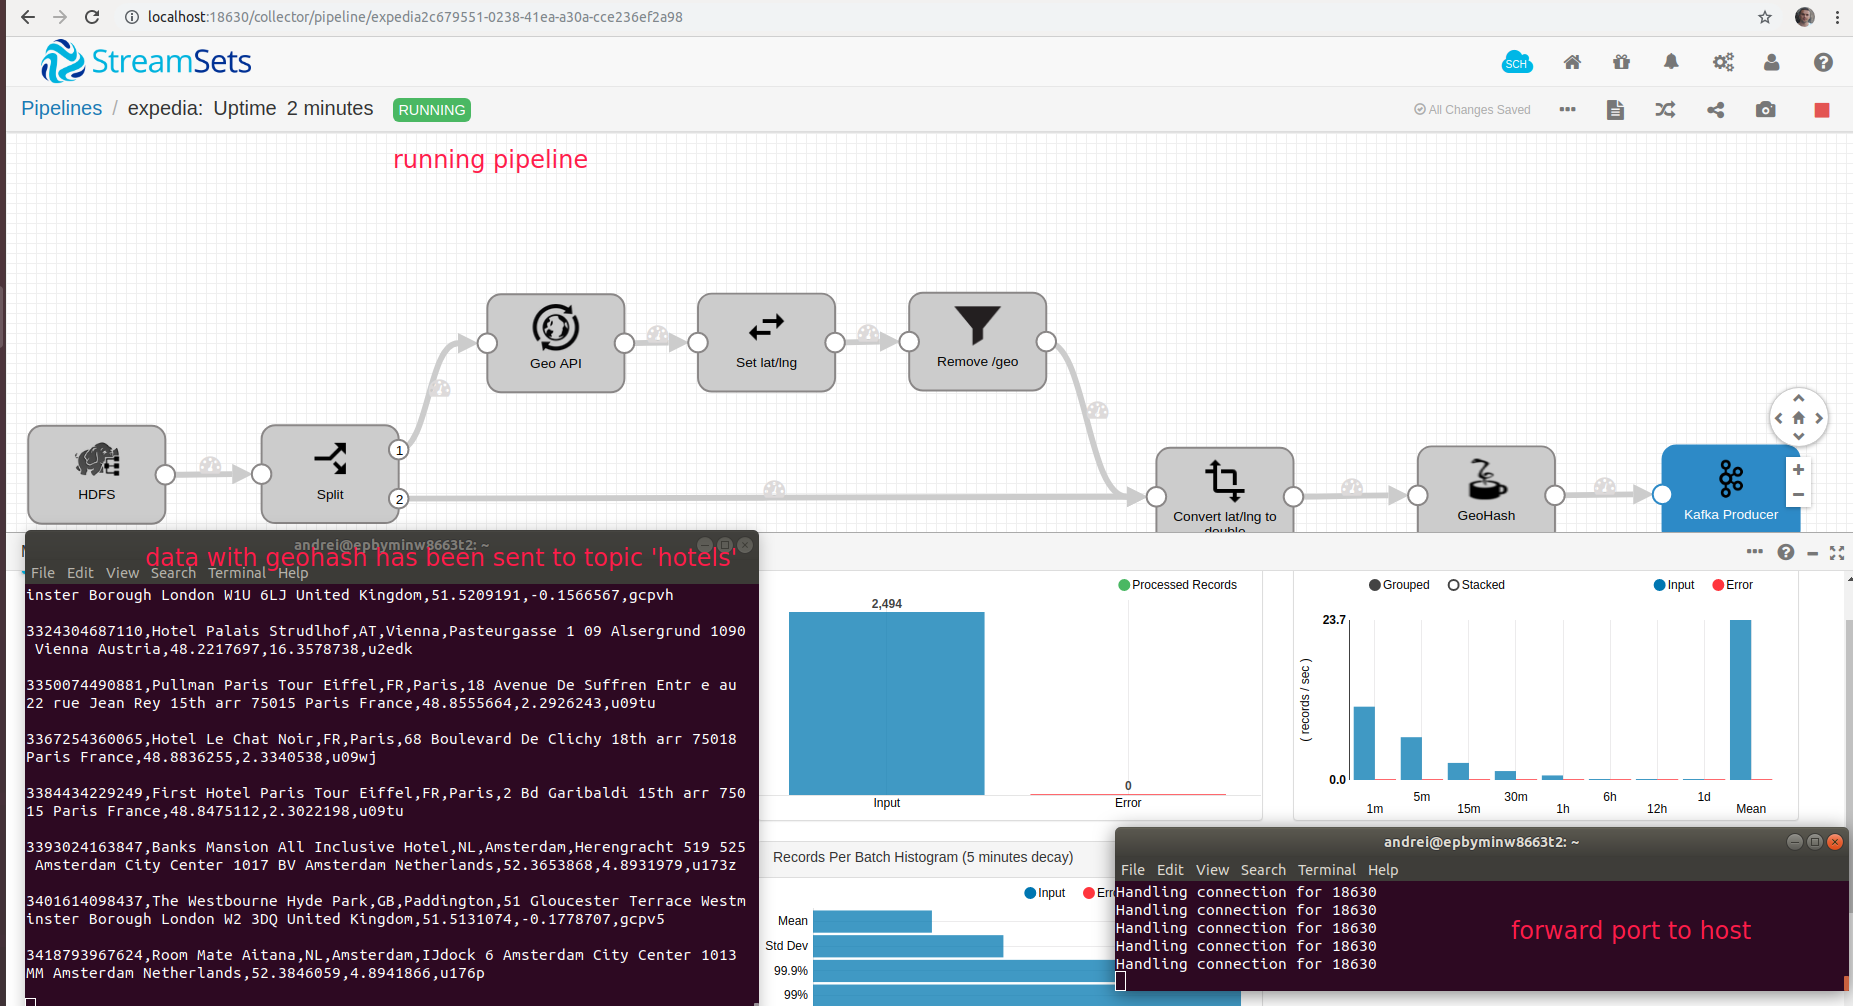 localhost:18630/collector/pipeline/expedia2c679551-0238-41ea-a30a-cce236ef2a98
StreamSets
SCH
Pipelines / expedia: Uptime 2 minutes RUNNING
All Changes Saved
running pipeline
Geo API
Set lat/lng
Remove /geo
HDFS
Split
1
2
Convert lat/lng to
double
GeoHash
Kafka Producer
andrei@epbyminw8663t2: ~
data with geohash has been sent to topic 'hotels'
File Edit View Search Terminal Help
inster Borough London W1U 6LJ United Kingdom,51.5209191,-0.1566567,gcpvh
3324304687110,Hotel Palais Strudlhof,AT,Vienna,Pasteurgasse 1 09 Alsergrund 1090
Vienna Austria,48.2217697,16.3578738,u2edk
3350074490881,Pullman Paris Tour Eiffel,FR,Paris,18 Avenue De Suffren Entr e au
22 rue Jean Rey 15th arr 75015 Paris France,48.8555664,2.2926243,u09tu
3367254360065,Hotel Le Chat Noir,FR,Paris,68 Boulevard De Clichy 18th arr 75018
Paris France,48.8836255,2.3340538,u09wj
3384434229249,First Hotel Paris Tour Eiffel,FR,Paris,2 Bd Garibaldi 15th arr 750
15 Paris France,48.8475112,2.3022198,u09tu
3393024163847,Banks Mansion All Inclusive Hotel,NL,Amsterdam,Herengracht 519 525
Amsterdam City Center 1017 BV Amsterdam Netherlands,52.3653868,4.8931979,u173z
3401614098437,The Westbourne Hyde Park,GB,Paddington,51 Gloucester Terrace Westm
inster Borough London W2 3DQ United Kingdom,51.5131074,-0.1778707,gcpv5
3418793967624,Room Mate Aitana,NL,Amsterdam,IJdock 6 Amsterdam City Center 1013
MM Amsterdam Netherlands,52.3846059,4.8941866,u176p
Processed Records
2,494
0
Input
Error
Grouped Stacked Input Error
23.7
( records / sec )
0.0
1m 5m 15m 30m 1h 6h 12h 1d Mean
Records Per Batch Histogram (5 minutes decay)
Input
Mean
Std Dev
99.9%
99%
andrei@epbyminw8663t2: ~
File Edit View Search Terminal Help
Handling connection for 18630
Handling connection for 18630
Handling connection for 18630
Handling connection for 18630
Handling connection for 18630
forward port to host